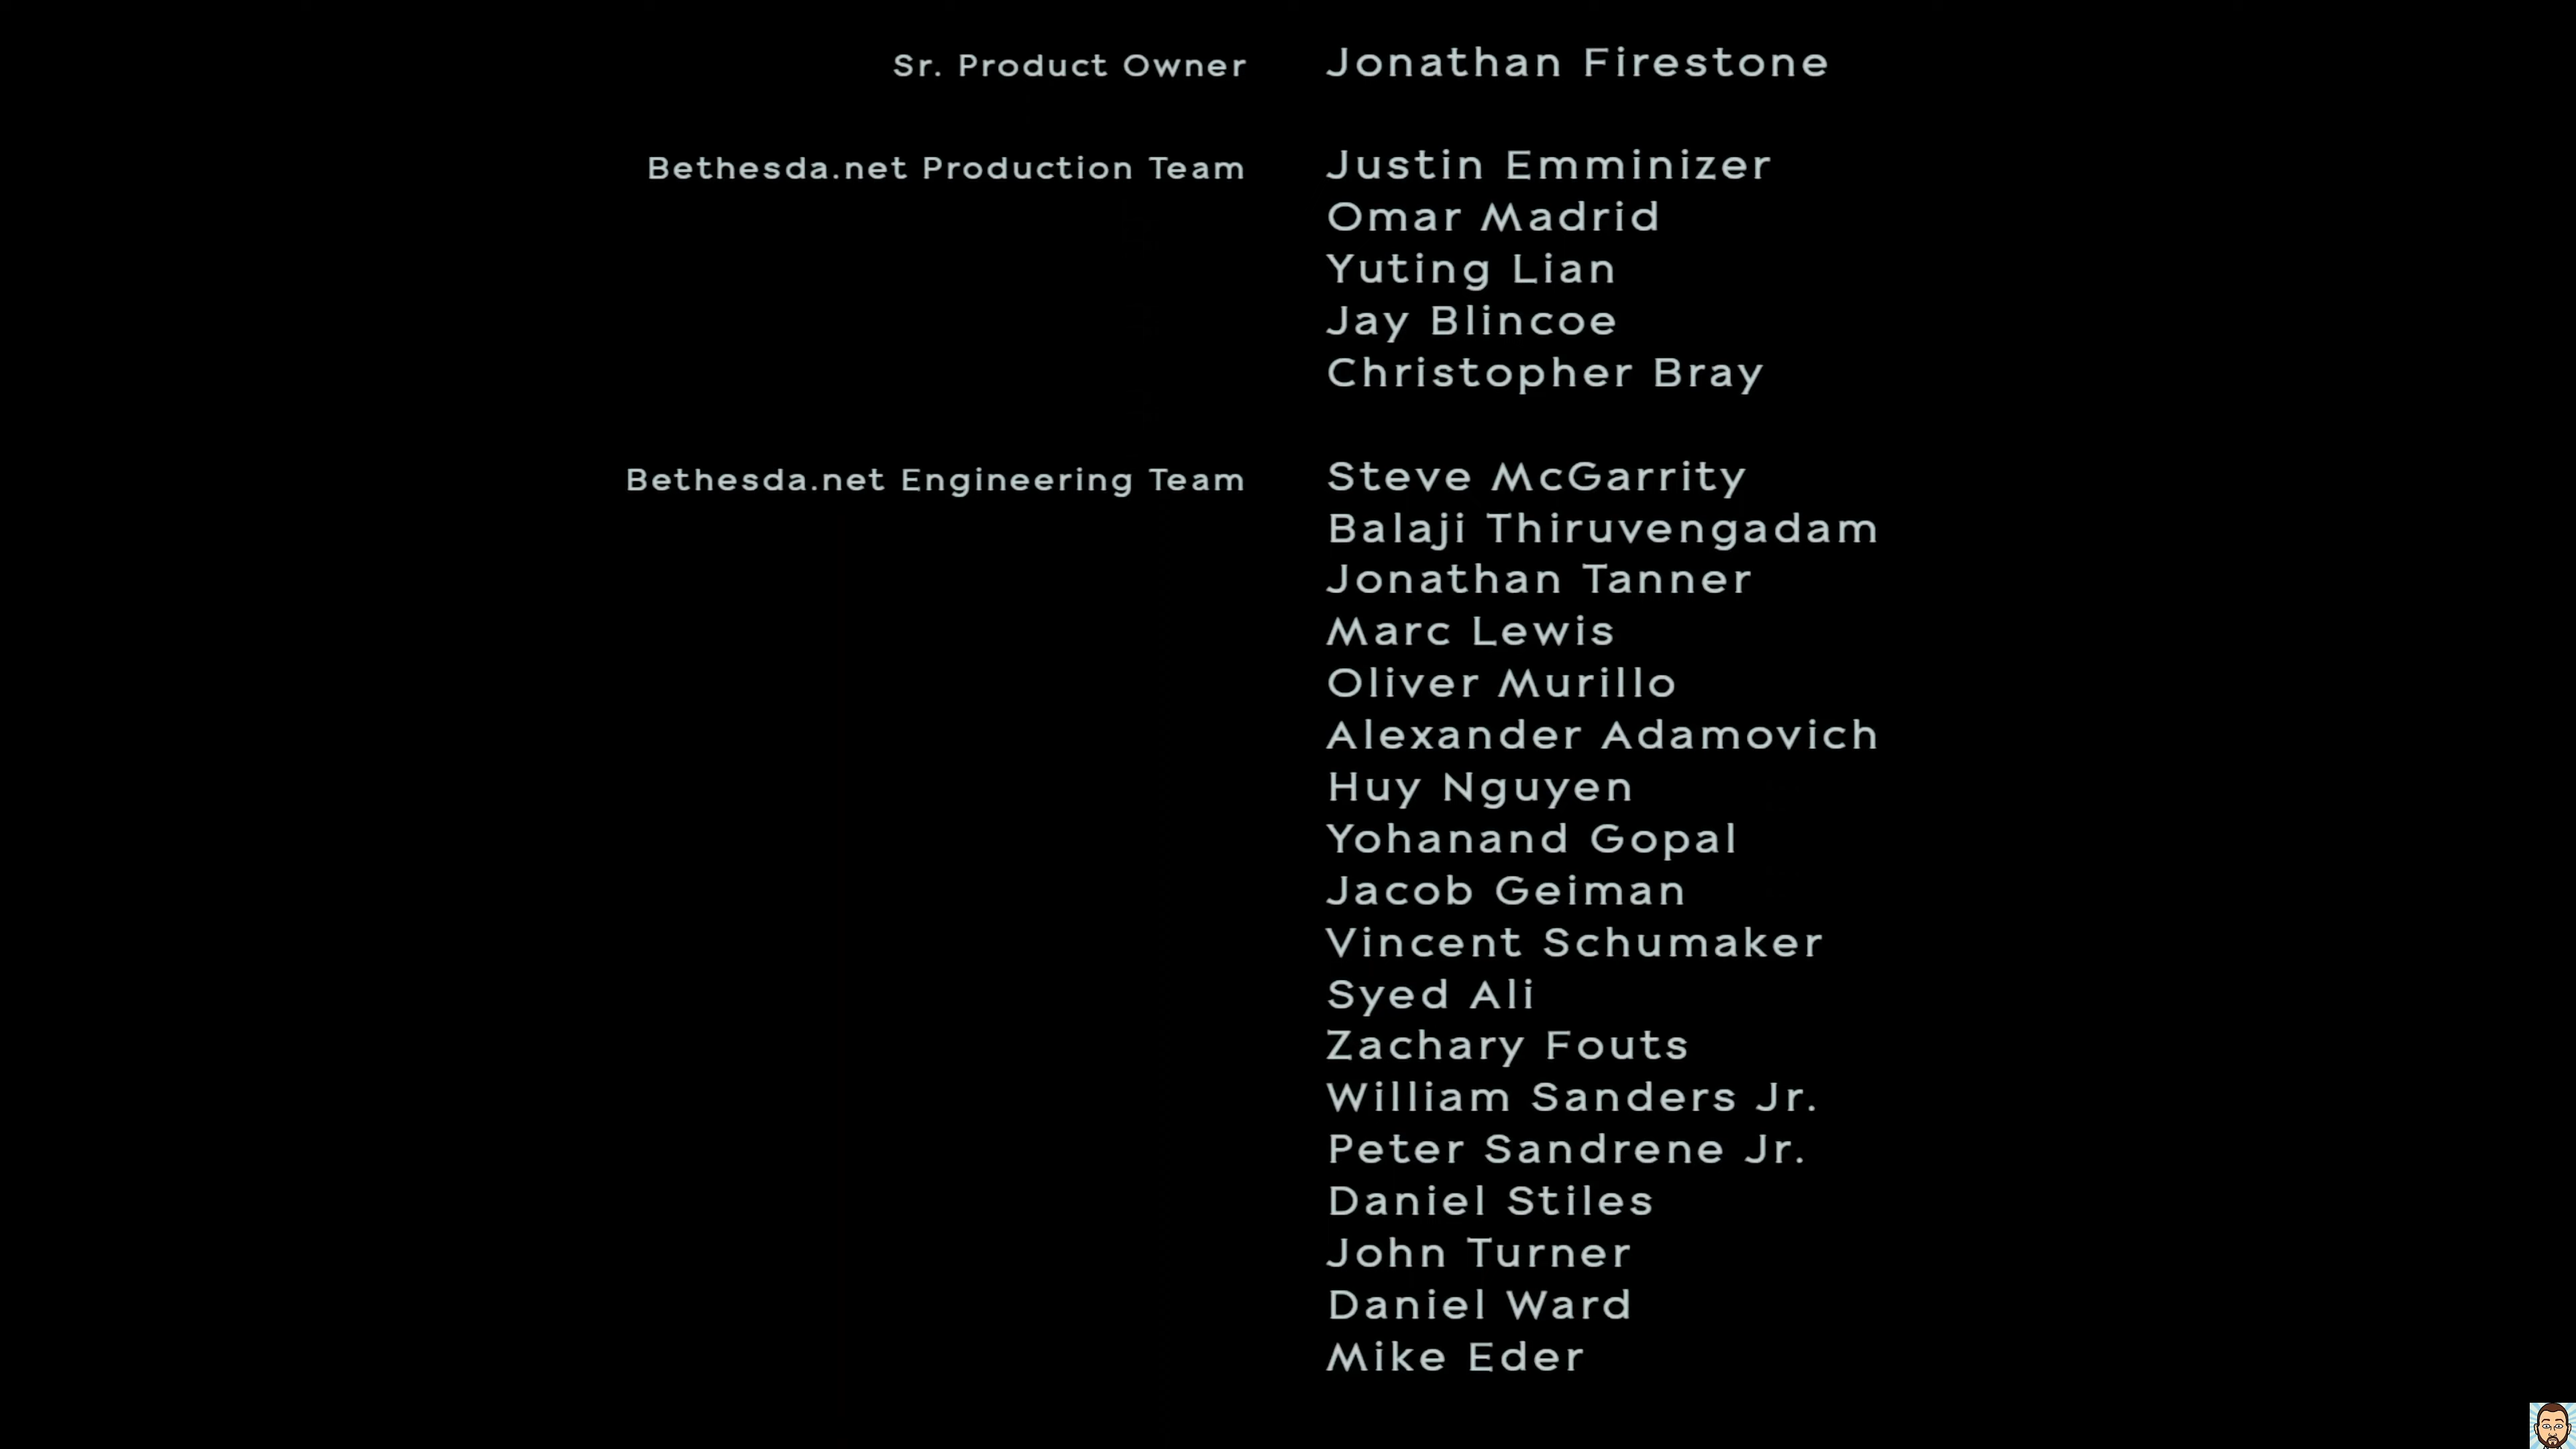 Sr. Product Owner Jonathan Firestone
Bethesda.net Production Team Justin Emminizer
Omar Madrid
Yuting Lian
Jay Blincoe
Christopher Bray
Bethesda.net Engineering Team Steve McGarrity
Balaji Thiruvengadam
Jonathan Tanner
Marc Lewis
Oliver Murillo
Alexander Adamovich
Huy Nguyen
Yohanand Gopal
Jacob Geiman
Vincent Schumaker
Syed Ali
Zachary Fouts
William Sanders Jr.
Peter Sandrene Jr.
Daniel Stiles
John Turner
Daniel Ward
Mike Eder